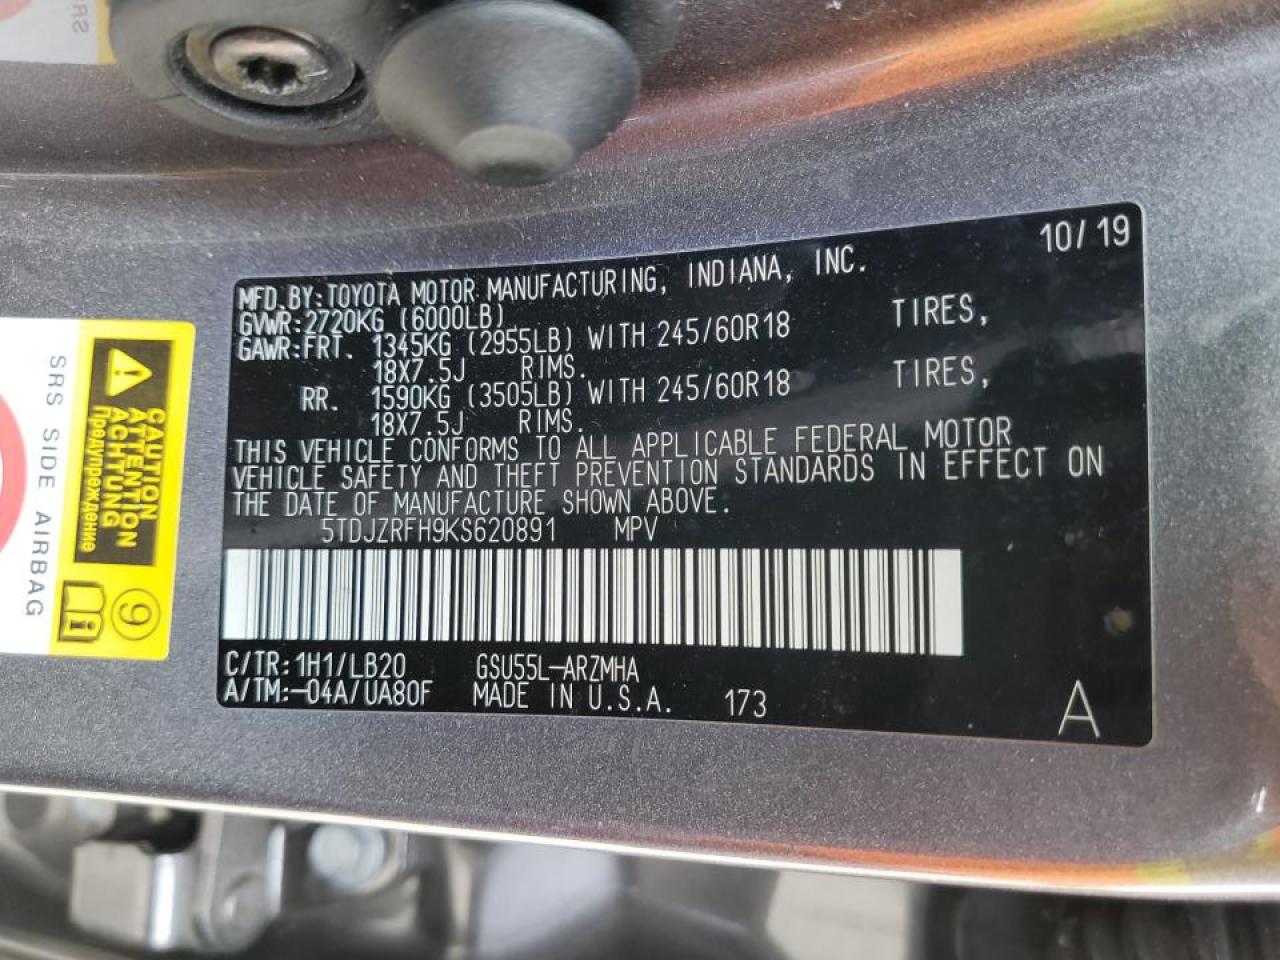 10/19
MFD.BY:TOYOTA MOTOR MANUFACTURING, INDIANA, INC.
GVWR:2720KG (6000LB)
GAWR:FRT. 1345KG (2955LB) WITH 245/60R18 TIRES,
18X7.5J RIMS.
RR. 1590KG (3505LB) WITH 245/60R18 TIRES,
18X7.5J RIMS.
THIS VEHICLE CONFORMS TO ALL APPLICABLE FEDERAL MOTOR
VEHICLE SAFETY AND THEFT PREVENTION STANDARDS IN EFFECT ON
THE DATE OF MANUFACTURE SHOWN ABOVE.
5TDJZRFH9KS620891 MPV
C/TR:1H1/LB20 GSU55L-ARZMHA
A/TM:-04A/UA80F MADE IN U.S.A. 173
A
CAUTION
ATTENTION
ACHTUNG
Предупреждение
9
i
SRS SIDE AIRBAG